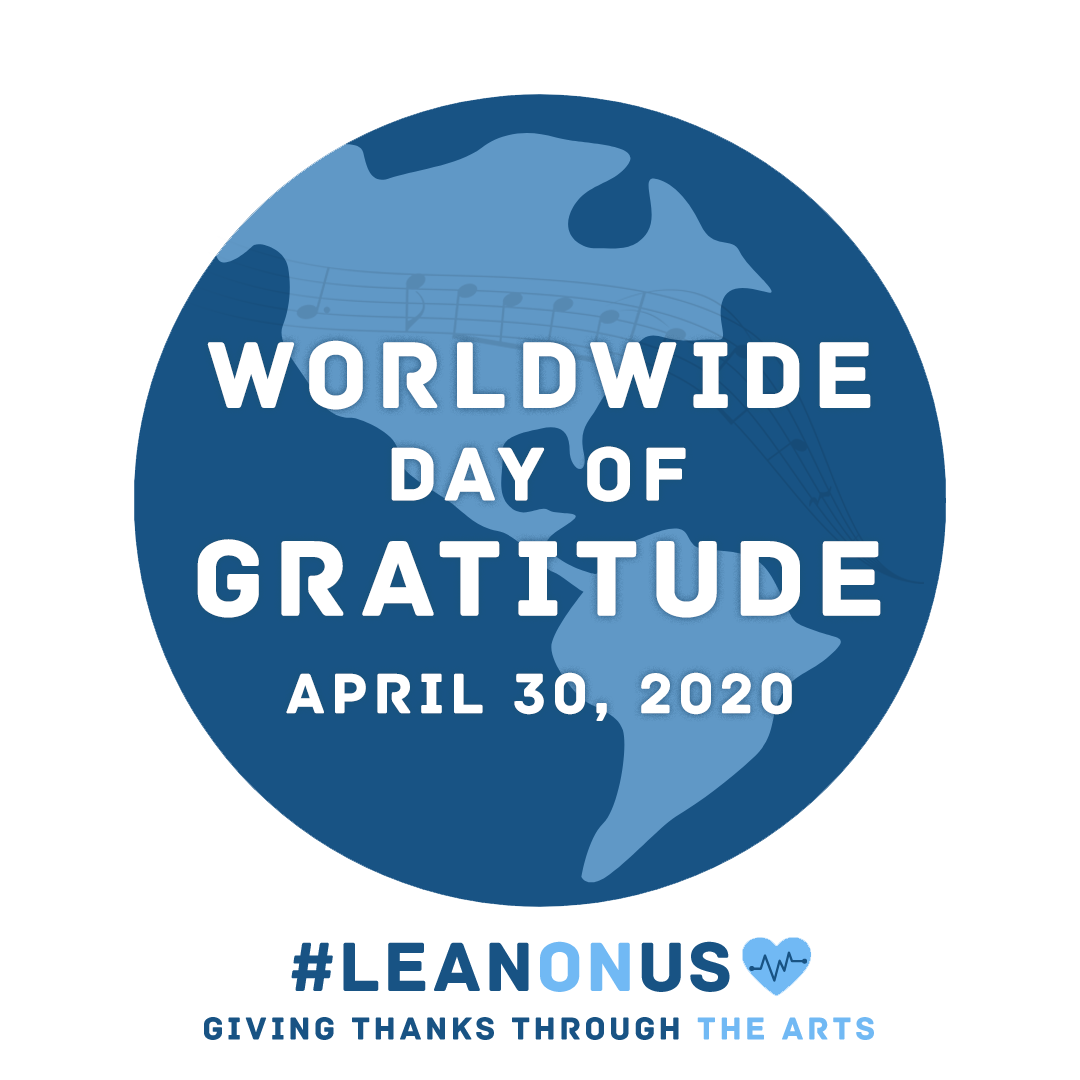 WORLDWIDE
DAY OF
GRATITUDE
APRIL 30, 2020
#LEANONUS
GIVING THANKS THROUGH THE ARTS